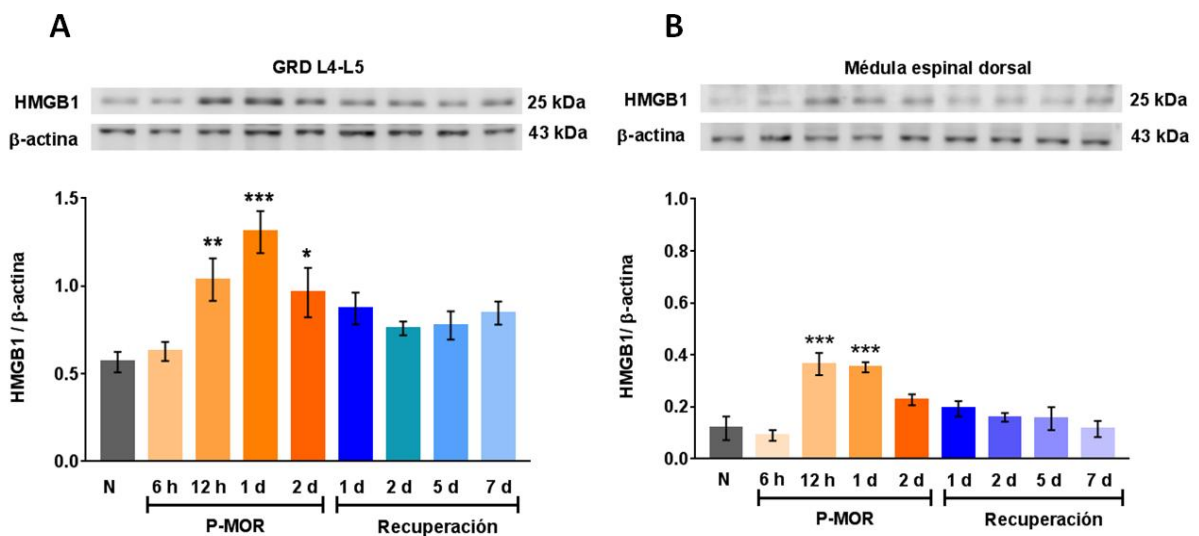 A
GRD L4-L5
HMGB1
25 kDa
β-actina
43 kDa
HMGB1 / β-actina
1.5
1.0
0.5
0.0
**
***
*
N
6 h
12 h
1 d
2 d
1 d
2 d
5 d
7 d
P-MOR
Recuperación
B
Médula espinal dorsal
HMGB1
25 kDa
β-actina
43 kDa
HMGB1/ β-actina
1.0
0.8
0.6
0.4
0.2
0.0
***
***
N
6 h
12 h
1 d
2 d
1 d
2 d
5 d
7 d
P-MOR
Recuperación